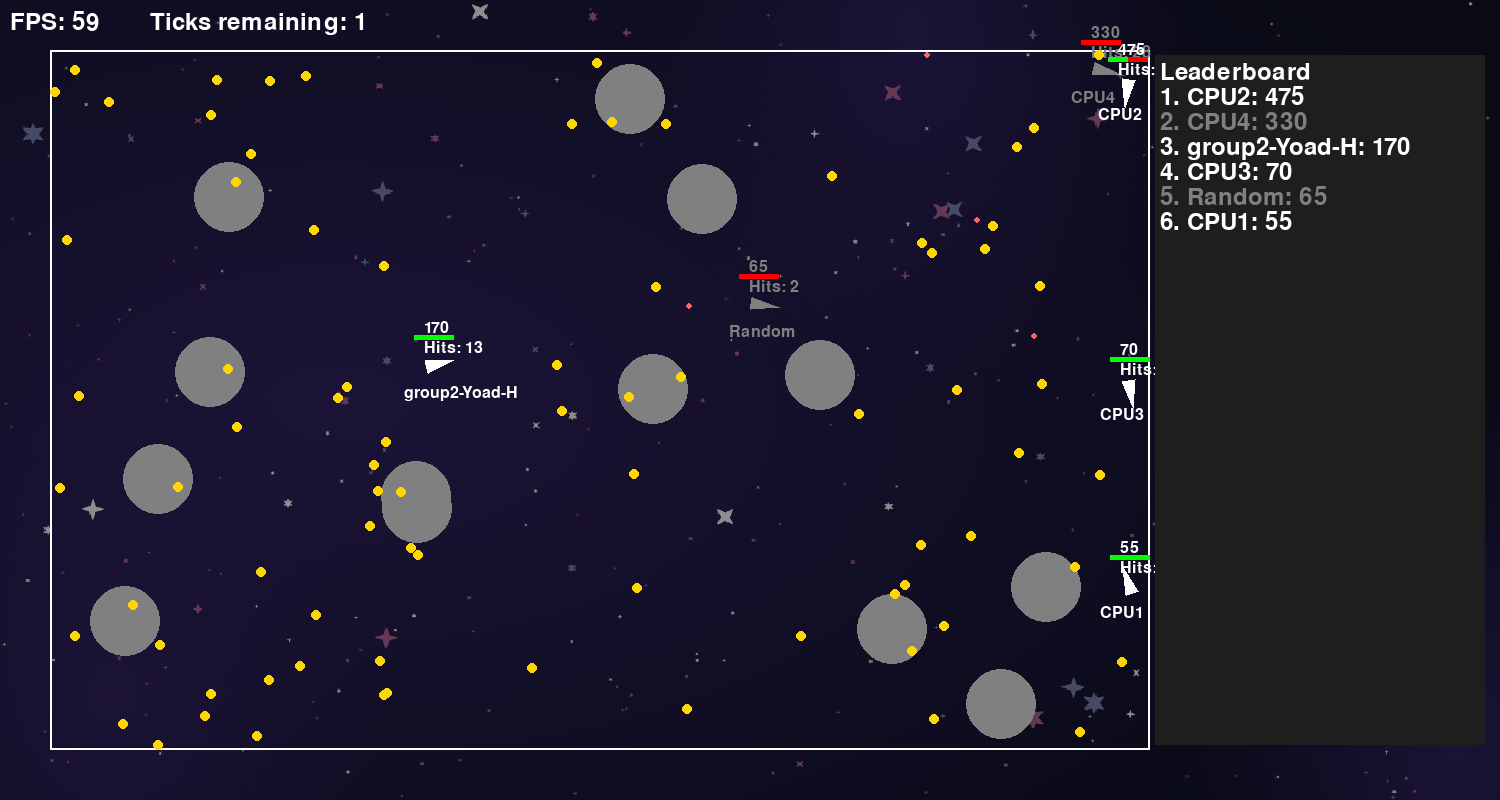 FPS: 59
Ticks remaining: 1
330
475
Hits:
CPU4
CPU2
65
Hits: 2
Random
170
Hits: 13
group2-Yoad-H
70
Hits:
CPU3
55
Hits:
CPU1
Leaderboard
1. CPU2: 475
2. CPU4: 330
3. group2-Yoad-H: 170
4. CPU3: 70
5. Random: 65
6. CPU1: 55